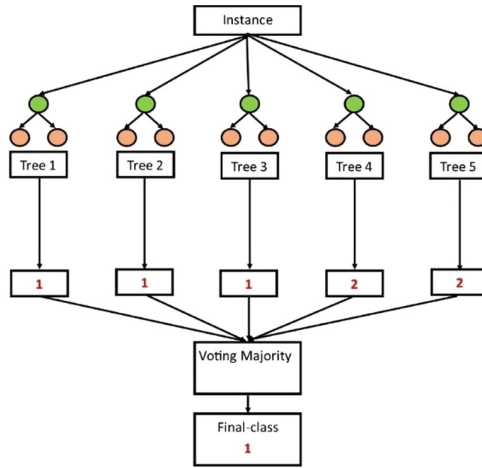 Instance
Tree 1 Tree 2 Tree 3 Tree 4 Tree 5
1 1 1 2 2
Voting Majority
Final-class
1